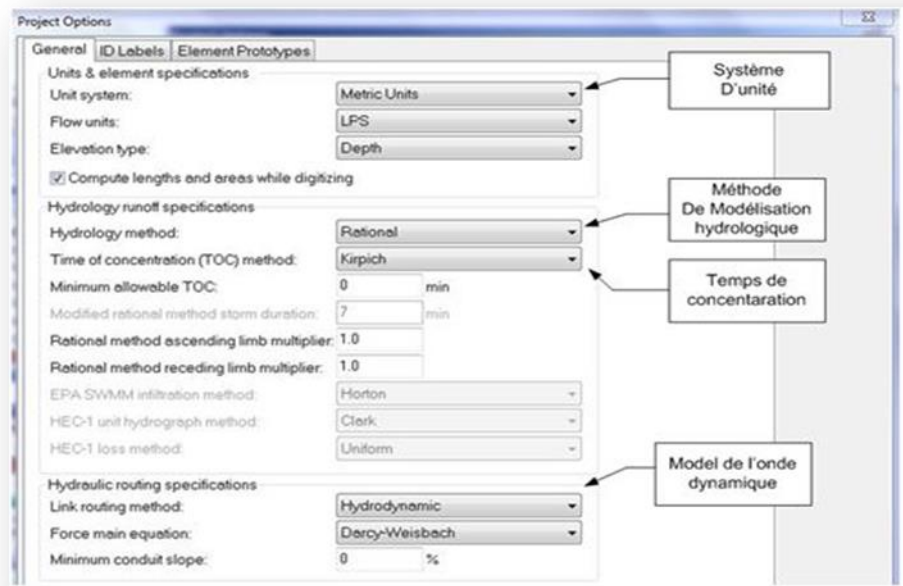 Project Options
General ID Labels Element Prototypes
Units & element specifications
Unit system: Metric Units
Flow units: LPS
Elevation type: Depth
Compute lengths and areas while digitizing
Hydrology runoff specifications
Hydrology method: Rational
Time of concentration (TOC) method: Kirpich
Minimum allowable TOC: 0 min
Modified rational method storm duration: 7 min
Rational method ascending limb multiplier: 1.0
Rational method receding limb multiplier: 1.0
EPA SWMM infiltration method: Horton
HEC-1 unit hydrograph method: Clark
HEC-1 loss method: Uniform
Hydraulic routing specifications
Link routing method: Hydrodynamic
Force main equation: Darcy-Weisbach
Minimum conduit slope: 0 %
Système
D'unité
Méthode
De Modélisation
hydrologique
Temps de
concentaration
Model de l'onde
dynamique